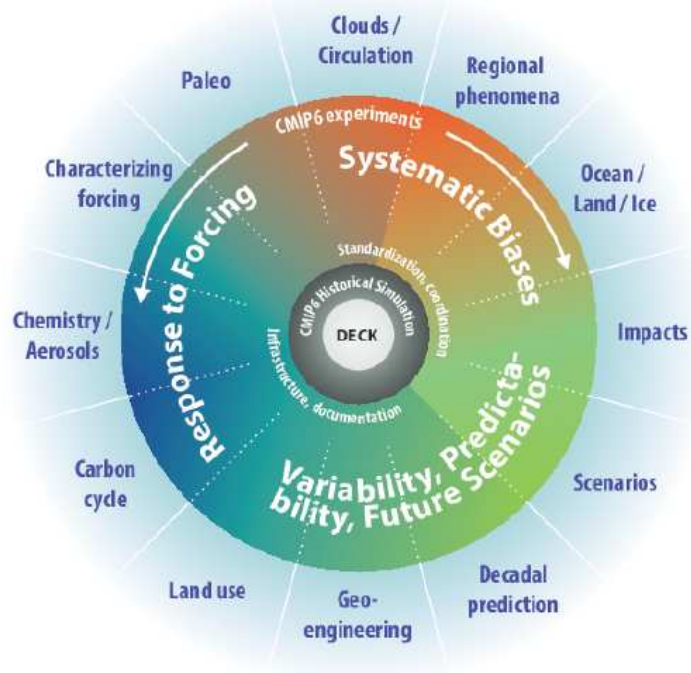 Clouds /
Circulation
Regional
phenomena
Ocean /
Land / Ice
Impacts
Scenarios
Decadal
prediction
Geo-
engineering
Land use
Carbon
cycle
Chemistry /
Aerosols
Characterizing
forcing
Paleo
CMIP6 experiments
Systematic Biases
Variability, Predicta-
bility, Future Scenarios
Response to Forcing
Standardization, coordination
Infrastructure, documentation
CMIP6 Historical Simulation
DECK